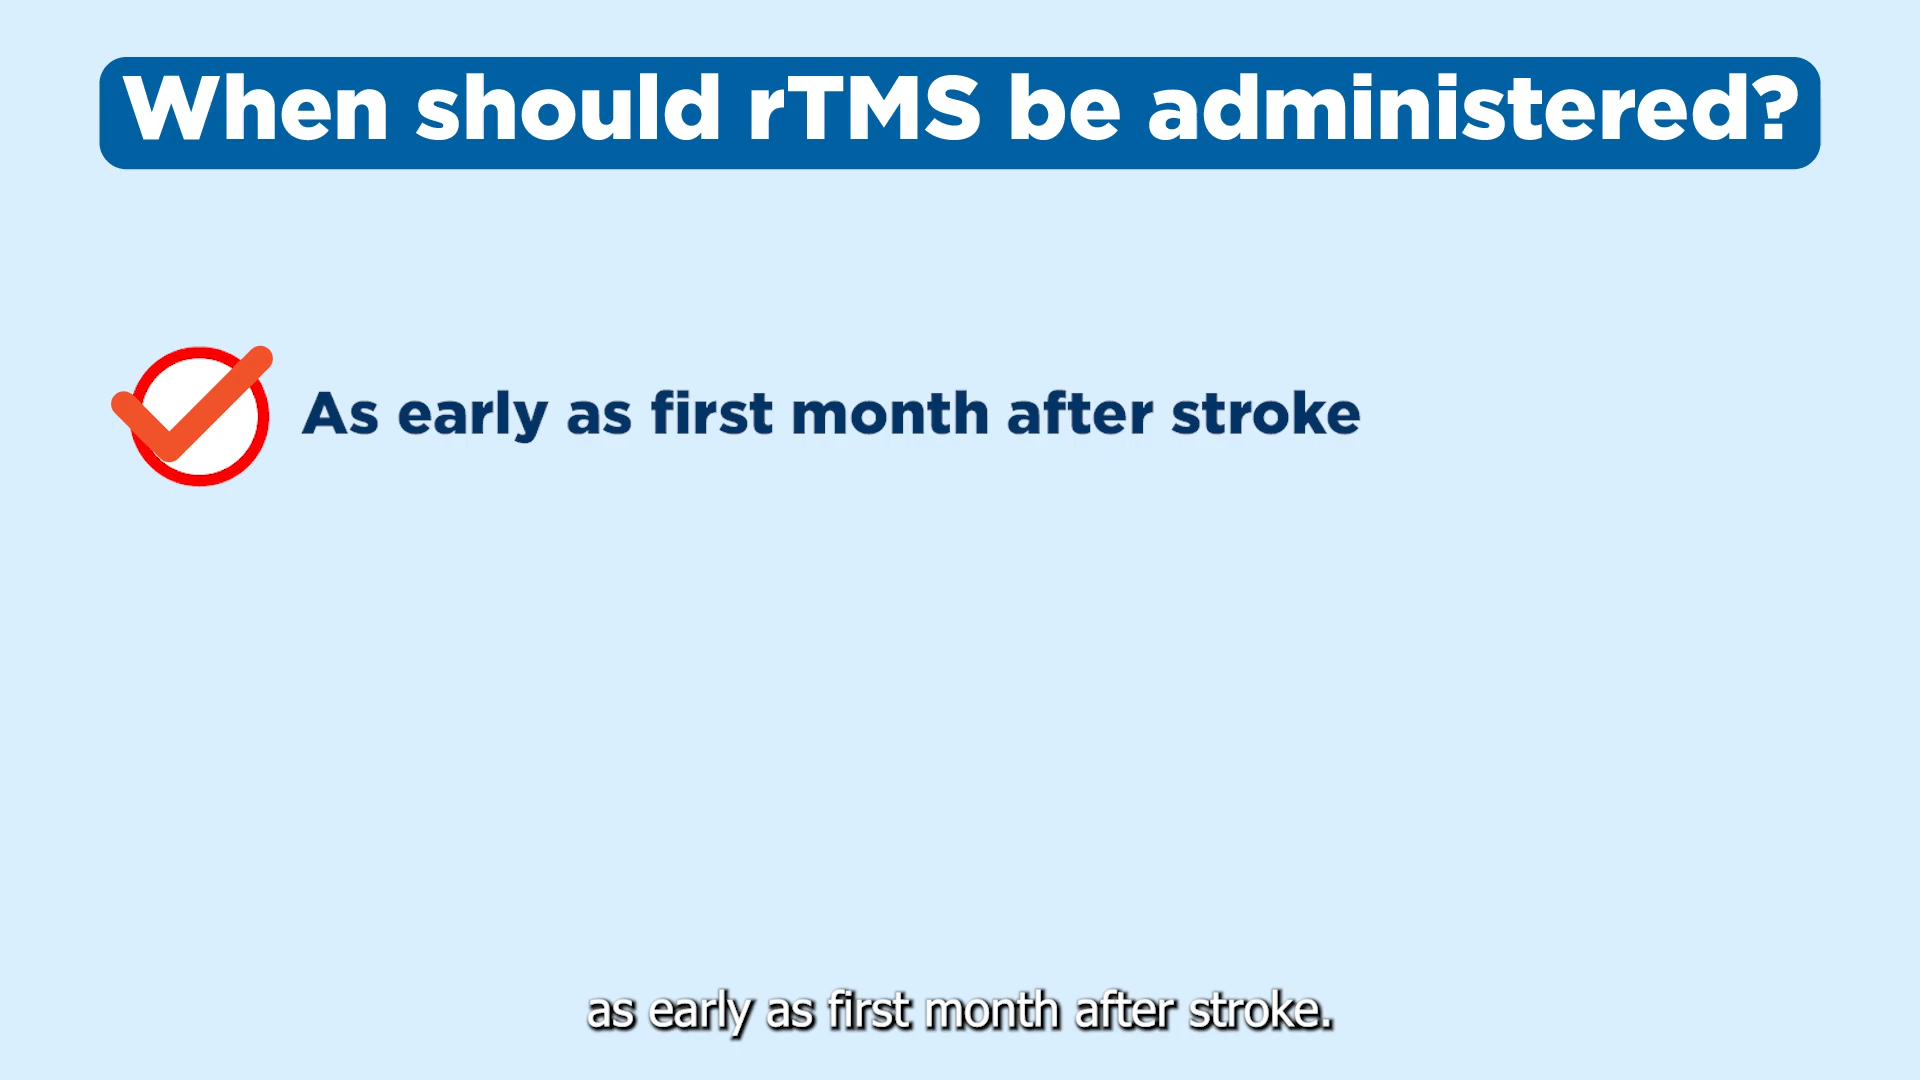 When should rTMS be administered?
As early as first month after stroke
as early as first month after stroke.